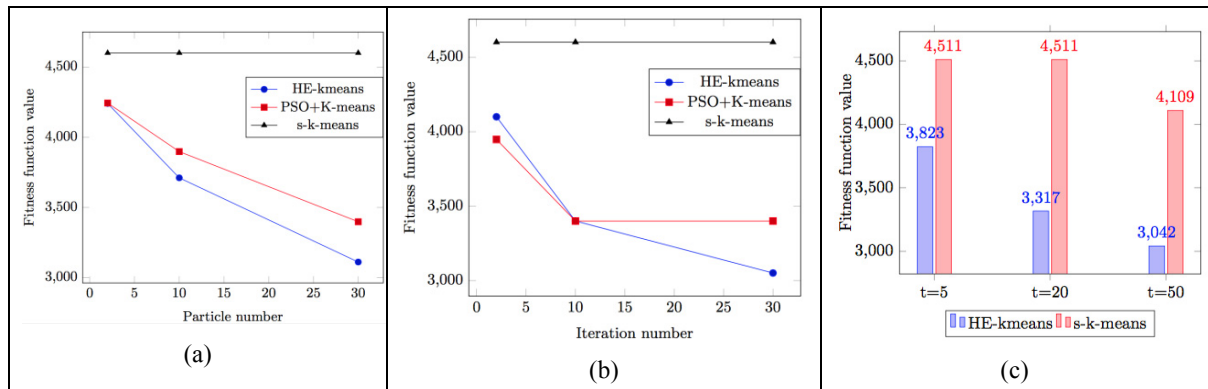 Fitness function value
4,500
4,000
3,500
3,000
HE-kmeans
PSO+K-means
s-k-means
0 5 10 15 20 25 30
Particle number
(a)
Fitness function value
4,500
4,000
3,500
3,000
HE-kmeans
PSO+K-means
s-k-means
0 5 10 15 20 25 30
Iteration number
(b)
Fitness function value
4,500
4,000
3,500
3,000
4,511
4,511
4,109
3,823
3,317
3,042
t=5 t=20 t=50
HE-kmeans s-k-means
(c)